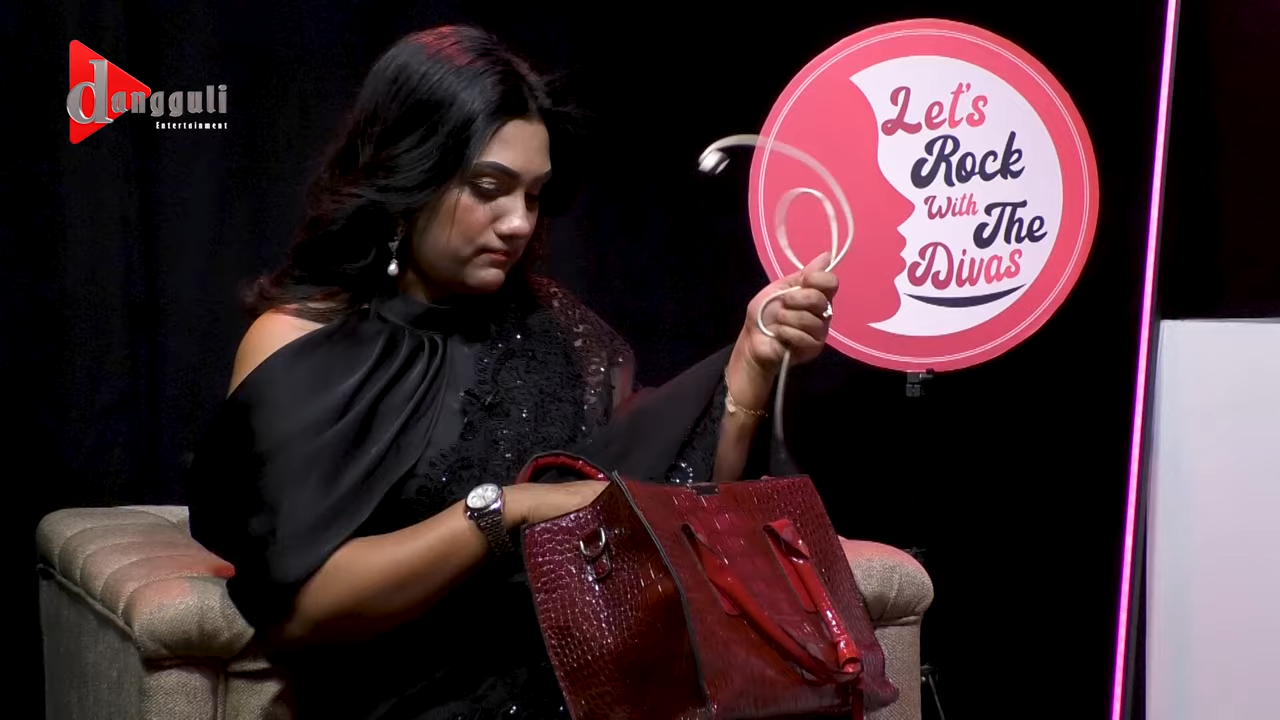 dangguli
Entertainment
Let's
Rock
With The
Divas